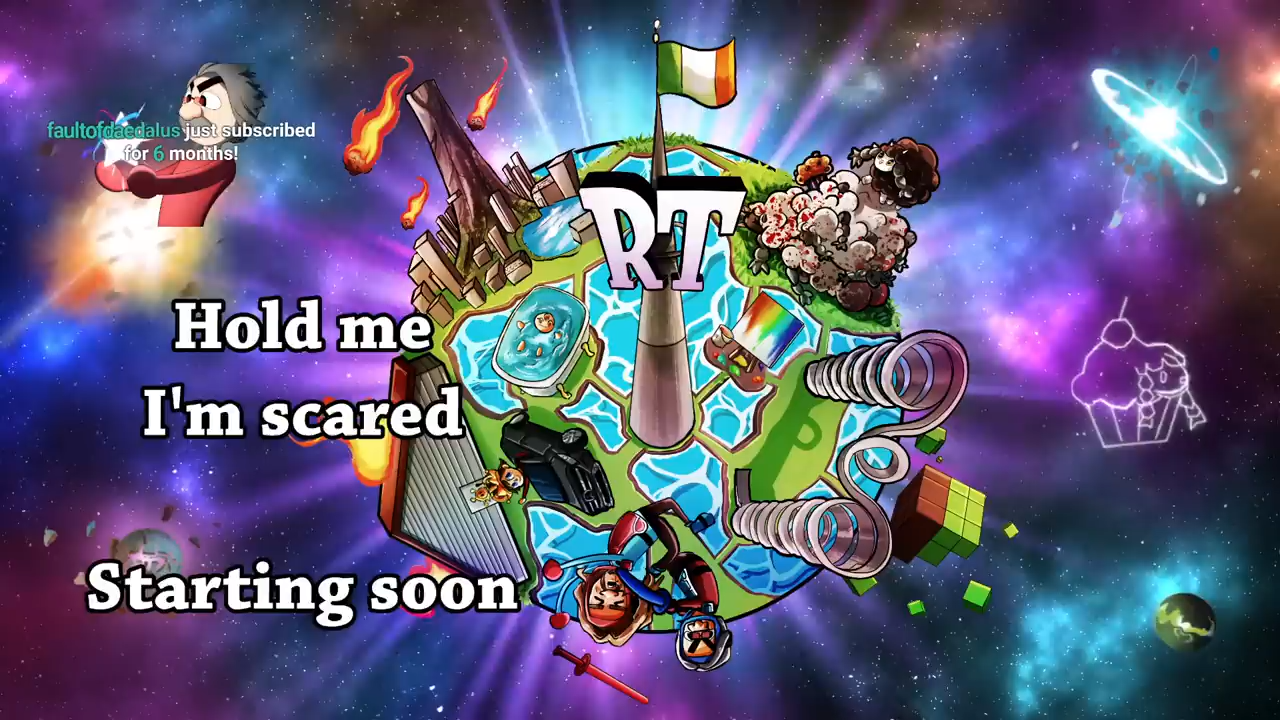 faultofdaedalus just subscribed
for 6 months!
RT
Hold me
I'm scared
Starting soon